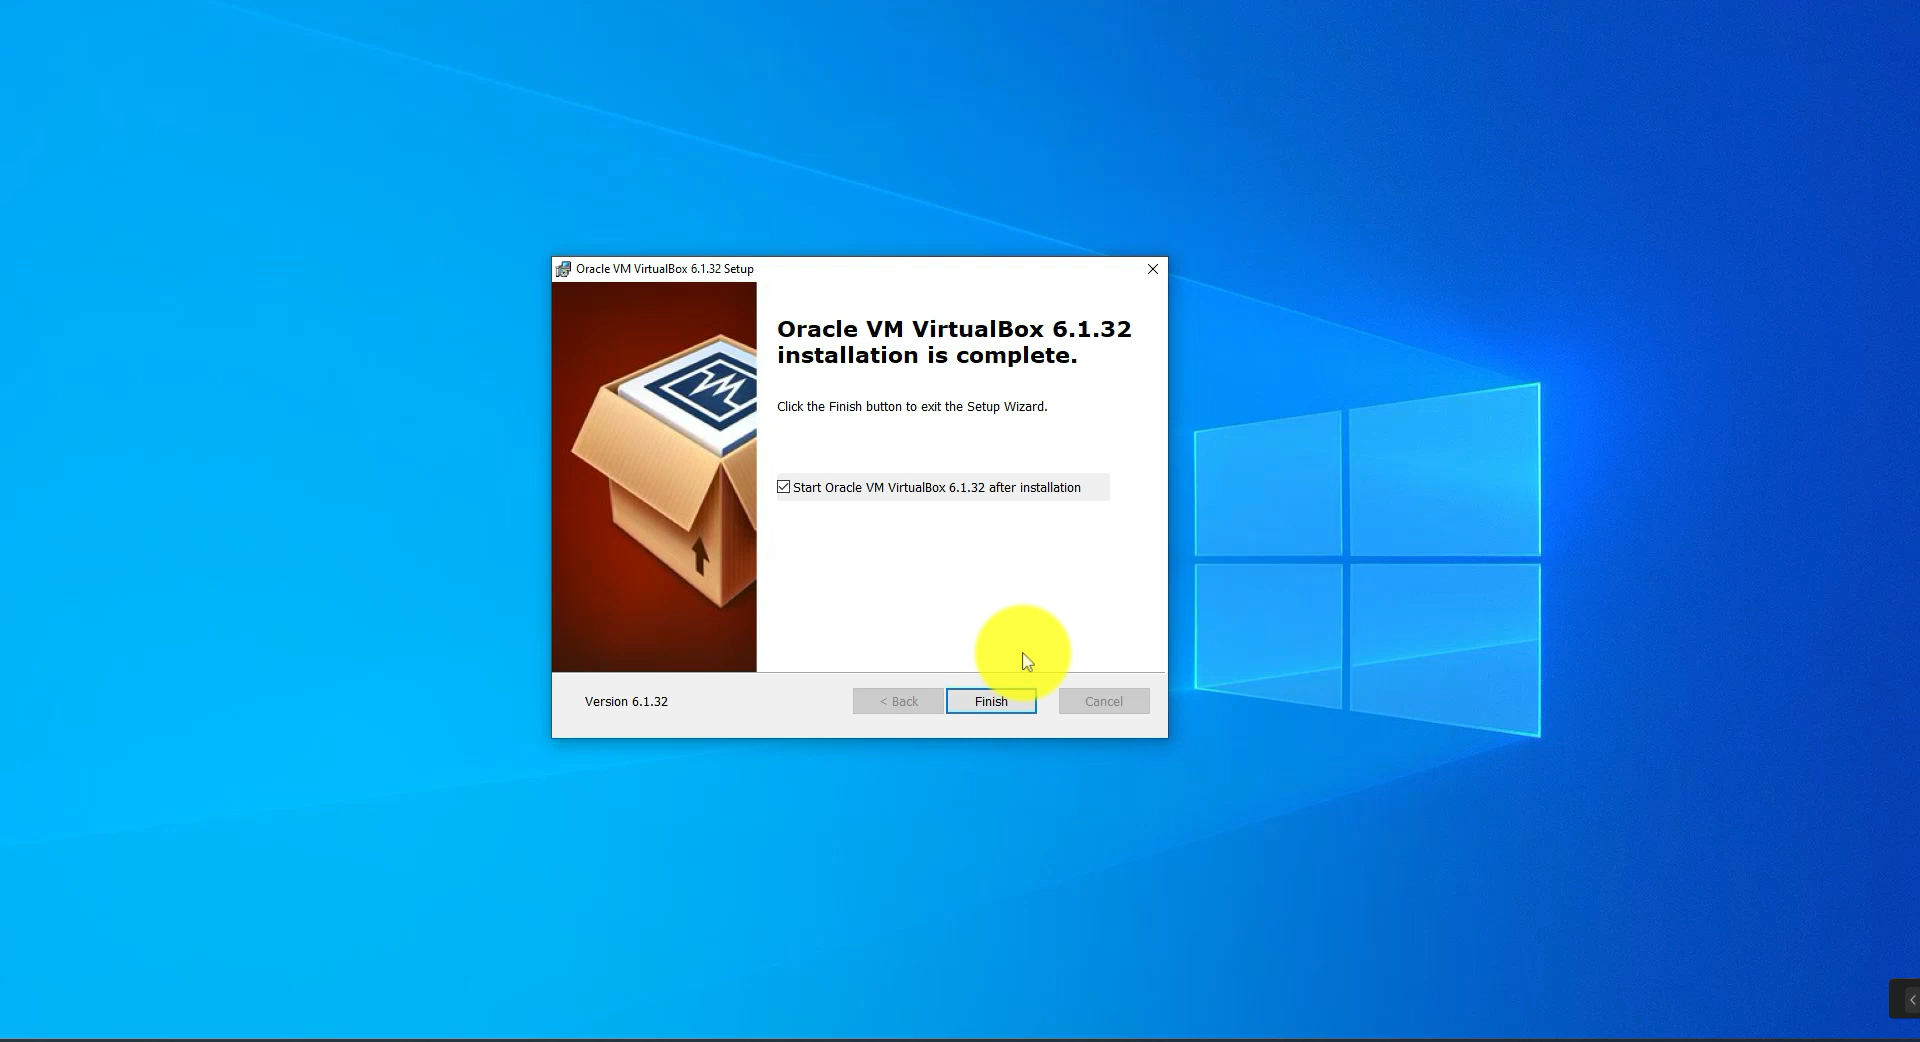 Oracle VM VirtualBox 6.1.32 Setup
Oracle VM VirtualBox 6.1.32
installation is complete.
Click the Finish button to exit the Setup Wizard.
Start Oracle VM VirtualBox 6.1.32 after installation
Version 6.1.32
< Back
Finish
Cancel